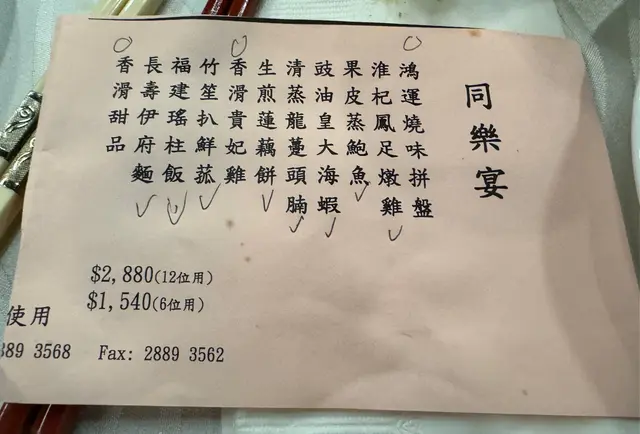 同樂宴
鴻運燒味拼盤
淮杞鳳足燉雞
果皮蒸鮑魚
豉油皇大海蝦
清蒸龍躉頭腩
生煎蓮藕餅
香滑貴妃雞
竹笙扒鮮菰
福建瑤柱飯
長壽伊府麵
香滑甜品
$2,880(12位用)
$1,540(6位用)
使用
889 3568 Fax: 2889 3562